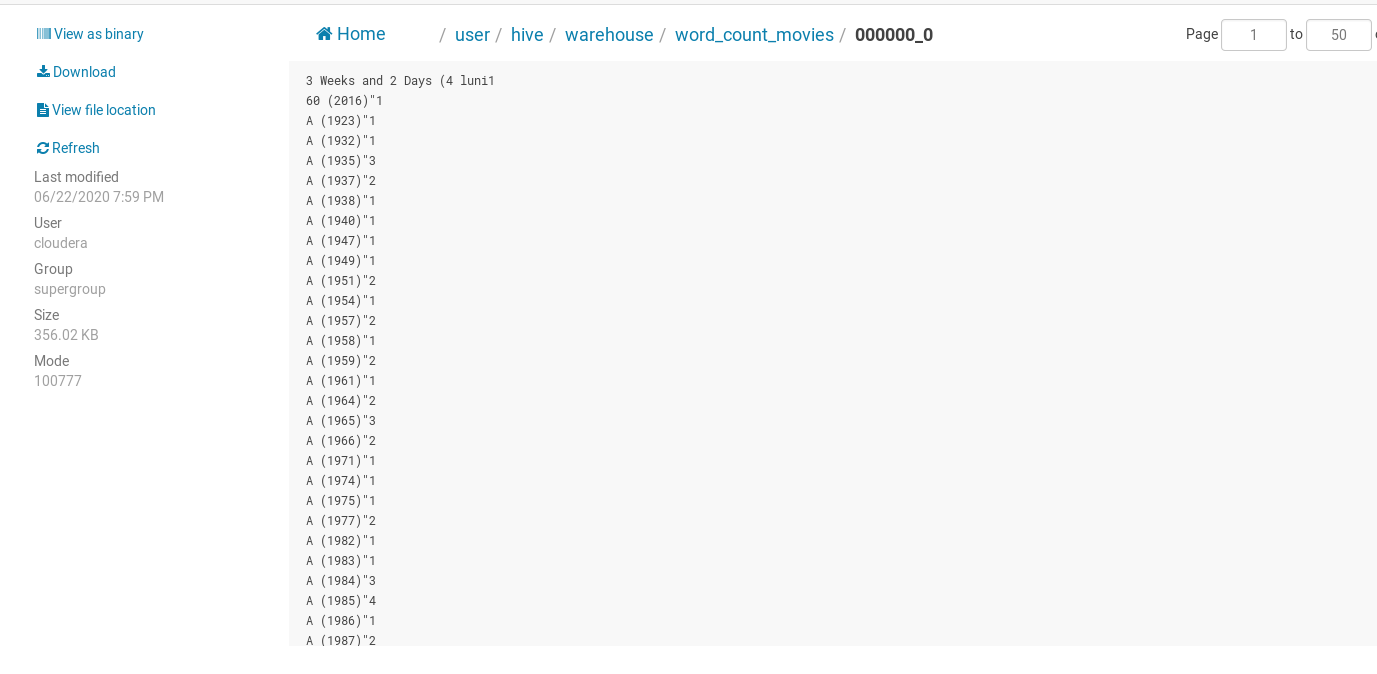 View as binary
Download
View file location
Refresh
Last modified
06/22/2020 7:59 PM
User
cloudera
Group
supergroup
Size
356.02 KB
Mode
100777
Home / user / hive / warehouse / word_count_movies / 000000_0
Page 1 to 50
3 Weeks and 2 Days (4 luni1
60 (2016)"1
A (1923)"1
A (1932)"1
A (1935)"3
A (1937)"2
A (1938)"1
A (1940)"1
A (1947)"1
A (1949)"1
A (1951)"2
A (1954)"1
A (1957)"2
A (1958)"1
A (1959)"2
A (1961)"1
A (1964)"2
A (1965)"3
A (1966)"2
A (1971)"1
A (1974)"1
A (1975)"1
A (1977)"2
A (1982)"1
A (1983)"1
A (1984)"3
A (1985)"4
A (1986)"1
A (1987)"2